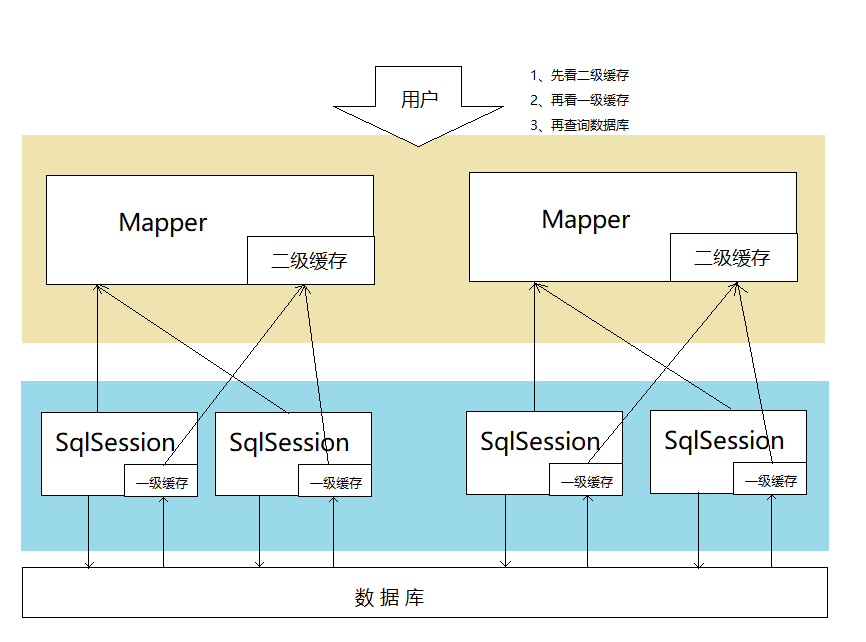 用户
1、先看二级缓存
2、再看一级缓存
3、再查询数据库
Mapper
二级缓存
Mapper
二级缓存
SqlSession
一级缓存
SqlSession
一级缓存
SqlSession
一级缓存
SqlSession
一级缓存
数 据 库